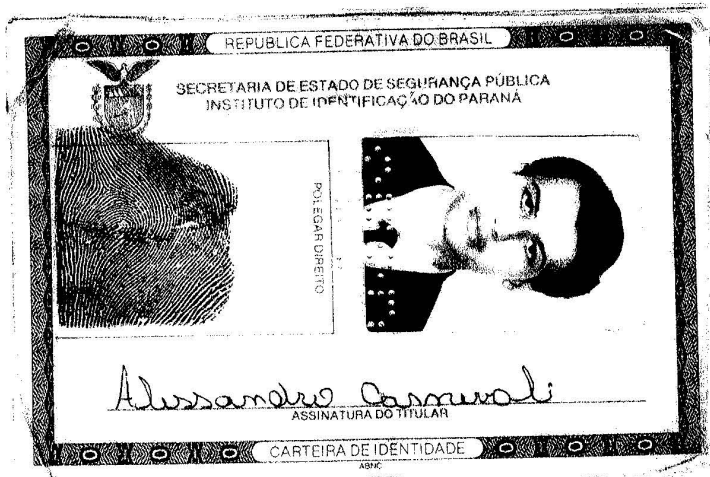 REPÚBLICA FEDERATIVA DO BRASIL
SECRETARIA DE ESTADO DE SEGURANÇA PÚBLICA
INSTITUTO DE IDENTIFICAÇÃO DO PARANÁ
POLEGAR DIREITO
Alessandro Carnevali
ASSINATURA DO TITULAR
CARTEIRA DE IDENTIDADE
ABNC